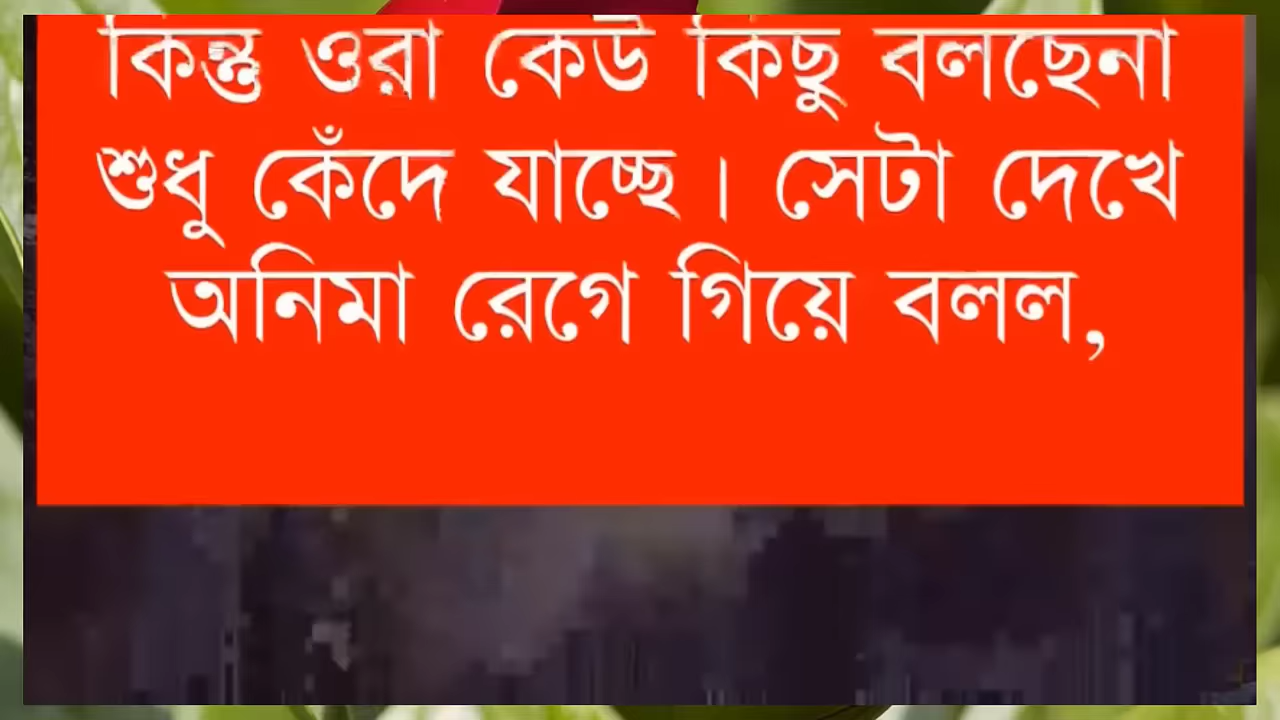 কিন্তু ওরা কেউ কিছু বলছেনা
শুধু কেঁদে যাচ্ছে। সেটা দেখে
অনিমা রেগে গিয়ে বলল,